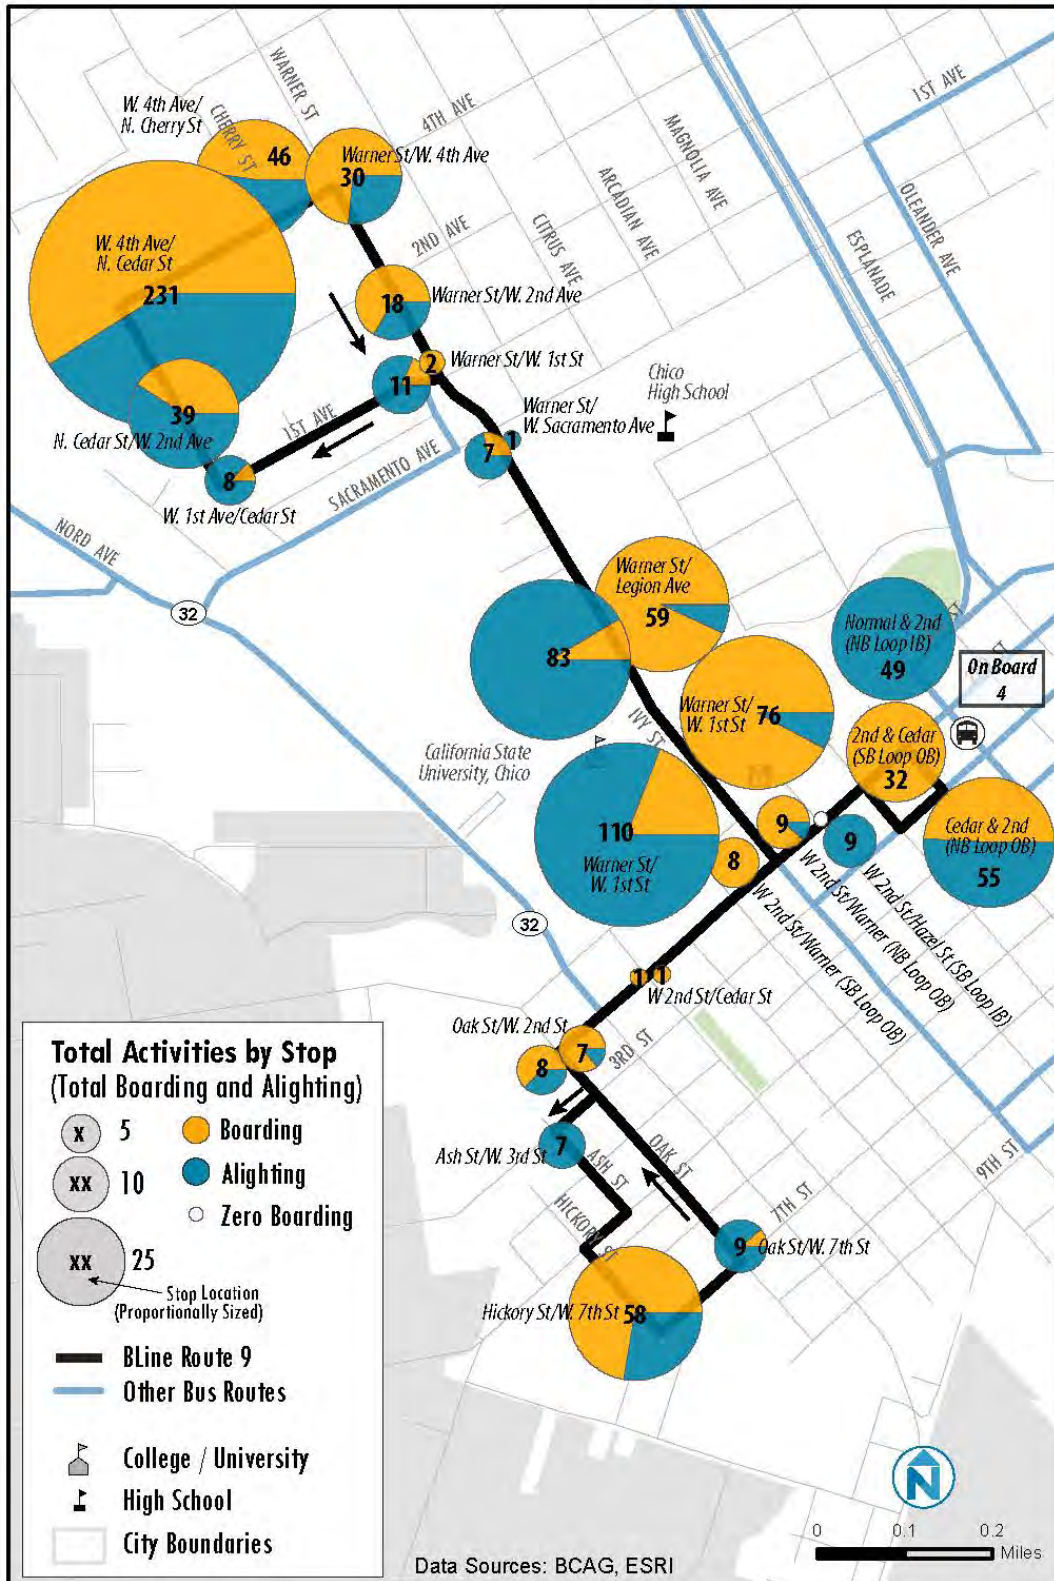 WARNER ST
W. 4th Ave/
N. Cherry St
CHERRY ST
46
4TH AVE
Warner St/W. 4th Ave
30
MAGNOLIA AVE
1ST AVE
ARCADIAN AVE
OLEANDER AVE
CITRUS AVE
2ND AVE
ESPLANADE
W. 4th Ave/
N. Cedar St
231
18
Warner St/W. 2nd Ave
2
Warner St/W. 1st St
11
Chico
High School
39
N. Cedar St/W. 2nd Ave
1ST AVE
Warner St/
W. Sacramento Ave
1
7
8
W. 1st Ave/Cedar St
SACRAMENTO AVE
NORD AVE
32
Warner St/
Legion Ave
59
83
Normal & 2nd
(NB Loop IB)
49
On Board
4
Warner St/
W. 1st St
76
IVY ST
2nd & Cedar
(SB Loop OB)
32
California State
University, Chico
110
Warner St/
W. 1st St
9
9
8
Cedar & 2nd
(NB Loop OB)
55
W 2nd St/Hazel St (SB Loop IB)
W 2nd St/Warner (NB Loop OB)
W 2nd St/Warner (SB Loop OB)
32
1
1
W 2nd St/Cedar St
Oak St/W. 2nd St
7
8
3RD ST
Ash St/W. 3rd St
7
ASH ST
OAK ST
9TH ST
7TH ST
HICKORY ST
9
Oak St/W. 7th St
Hickory St/W. 7th St
58
Total Activities by Stop
(Total Boarding and Alighting)
x 5
Boarding
xx 10
Alighting
Zero Boarding
xx 25
Stop Location
(Proportionally Sized)
BLine Route 9
Other Bus Routes
College / University
High School
City Boundaries
N
0 0.1 0.2
Miles
Data Sources: BCAG, ESRI